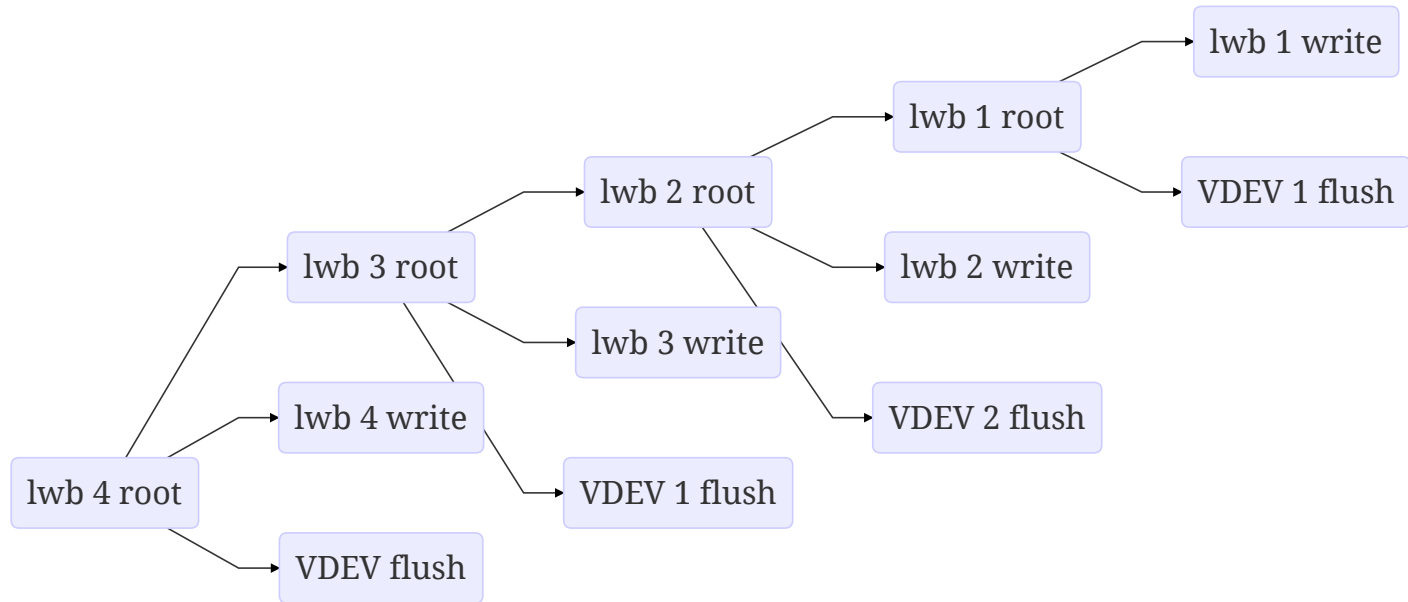 lwb 1 write
lwb 1 root
lwb 2 root
VDEV 1 flush
lwb 3 root
lwb 2 write
lwb 3 write
lwb 4 write
VDEV 2 flush
lwb 4 root
VDEV 1 flush
VDEV flush